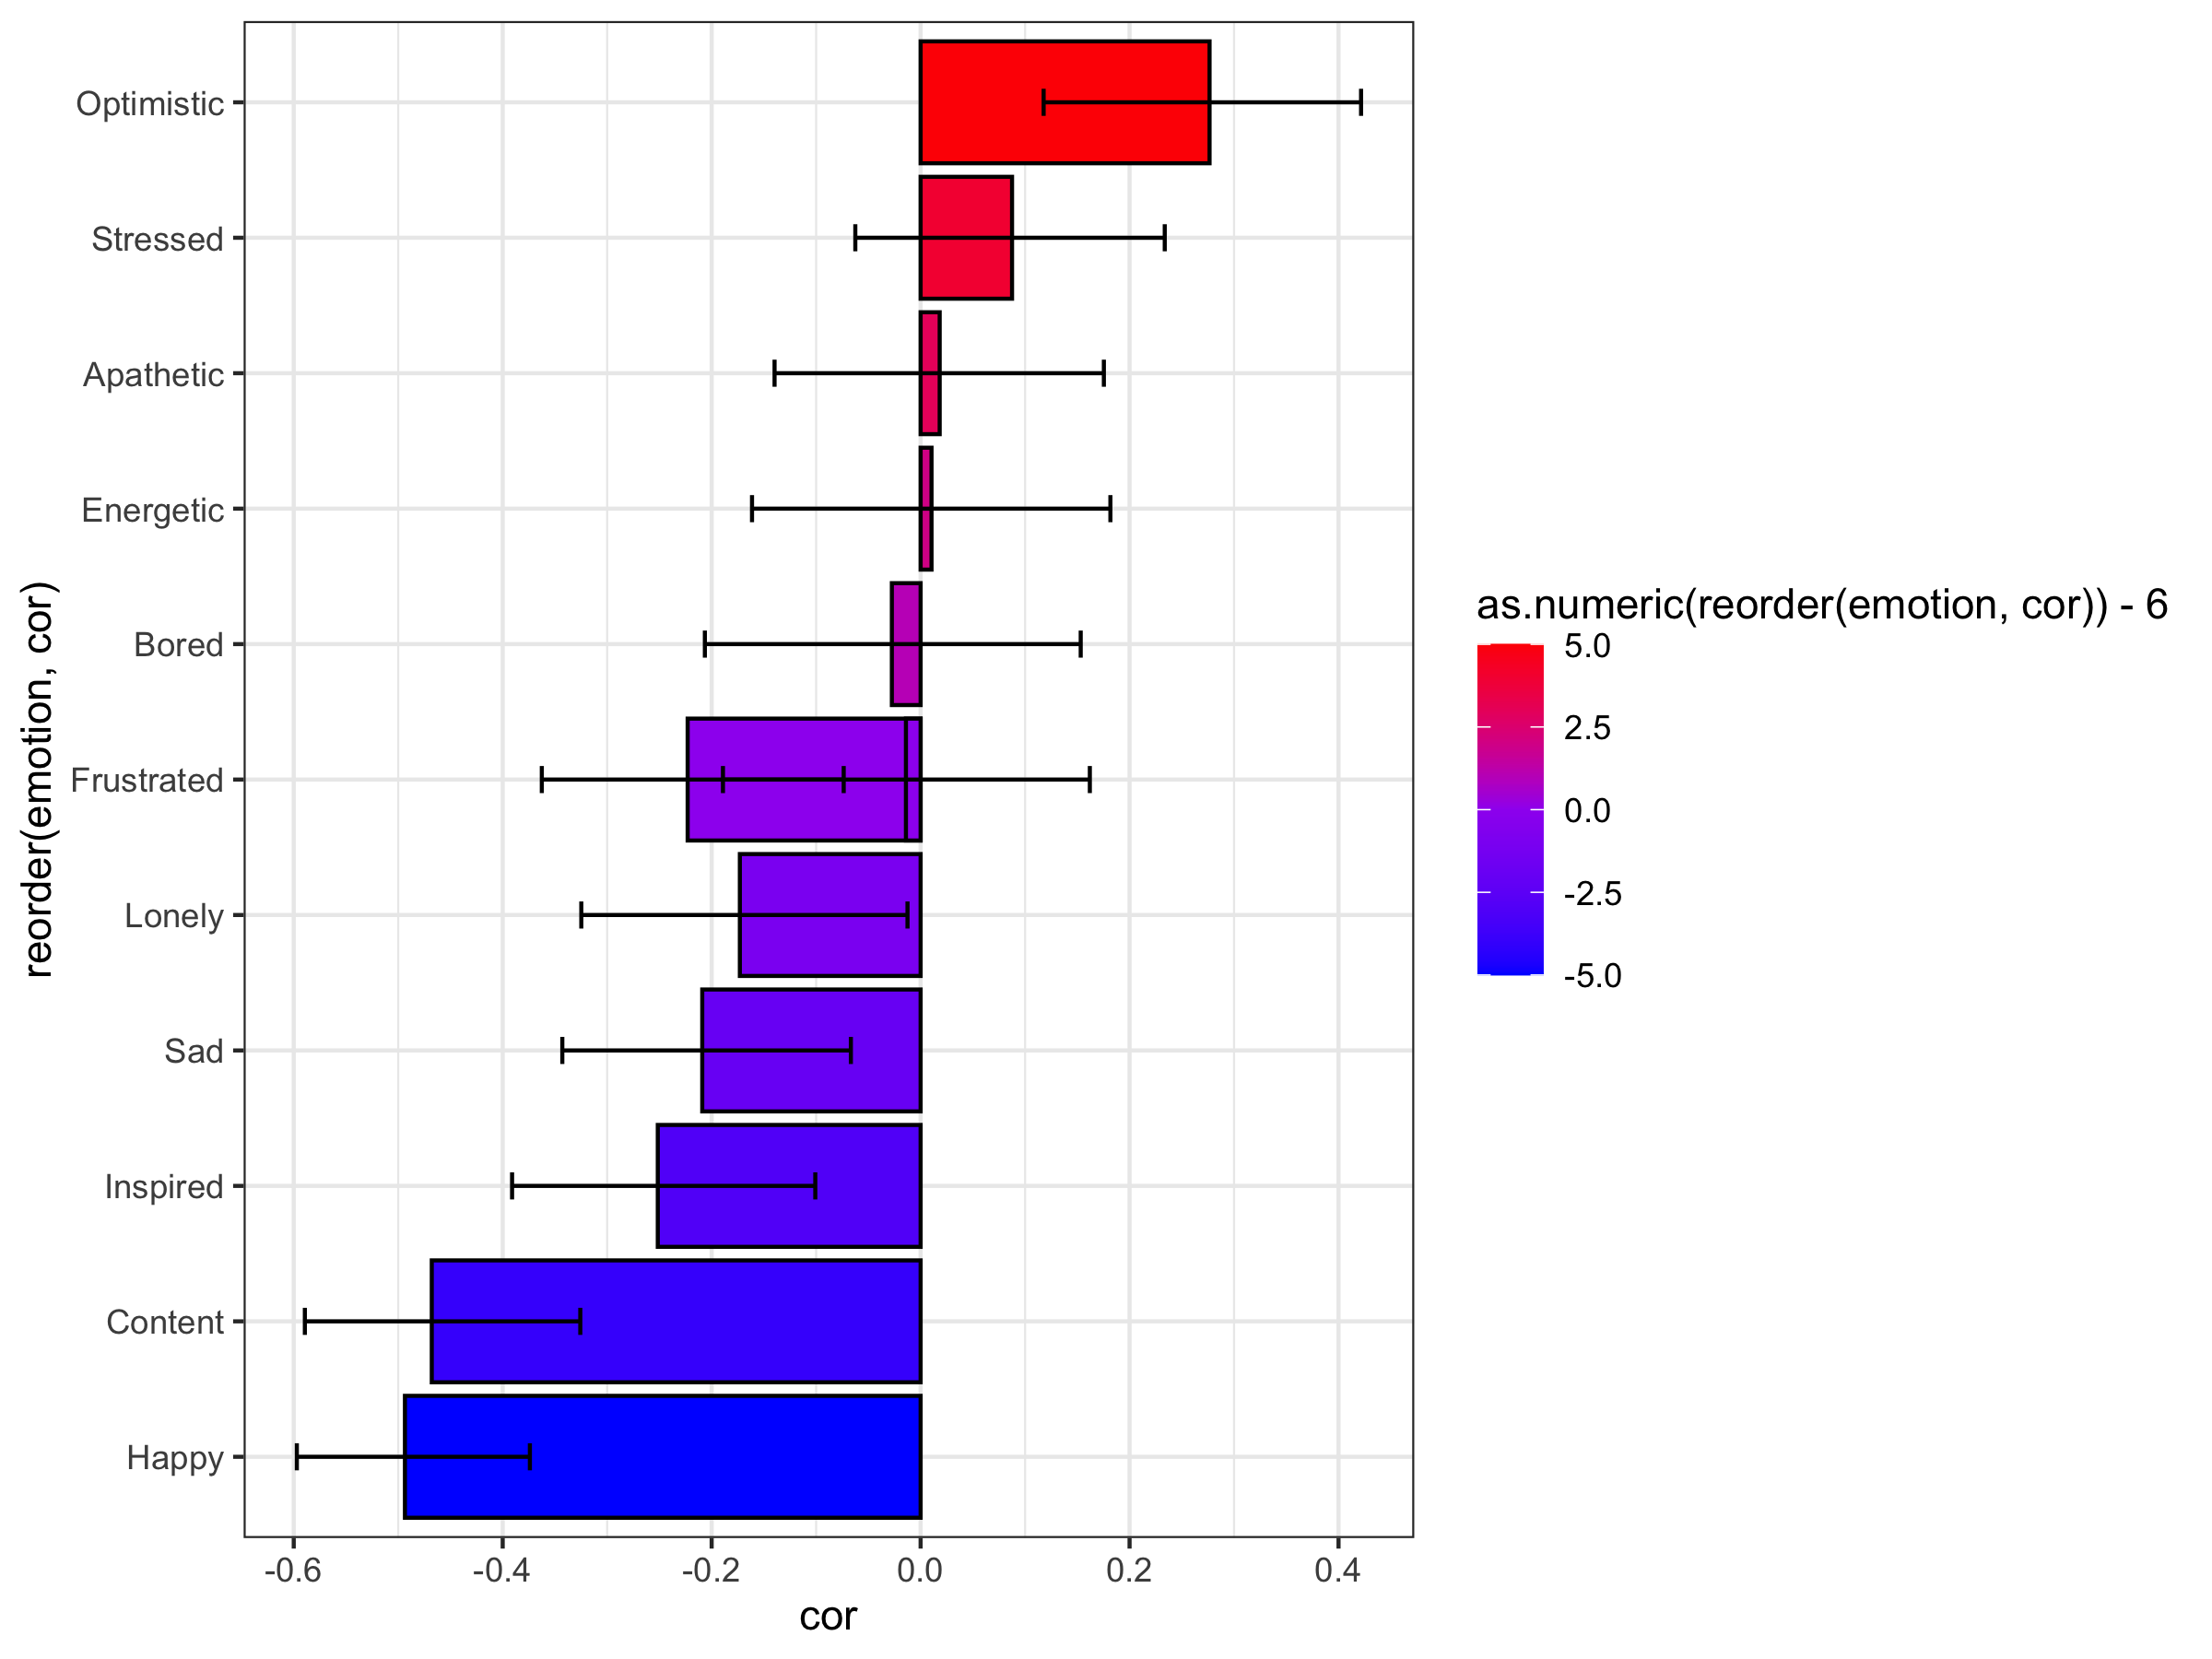 reorder(emotion, cor)
Optimistic
Stressed
Apathetic
Energetic
Bored
Frustrated
Lonely
Sad
Inspired
Content
Happy
-0.6 -0.4 -0.2 0.0 0.2 0.4
cor
as.numeric(reorder(emotion, cor)) - 6
5.0
2.5
0.0
-2.5
-5.0